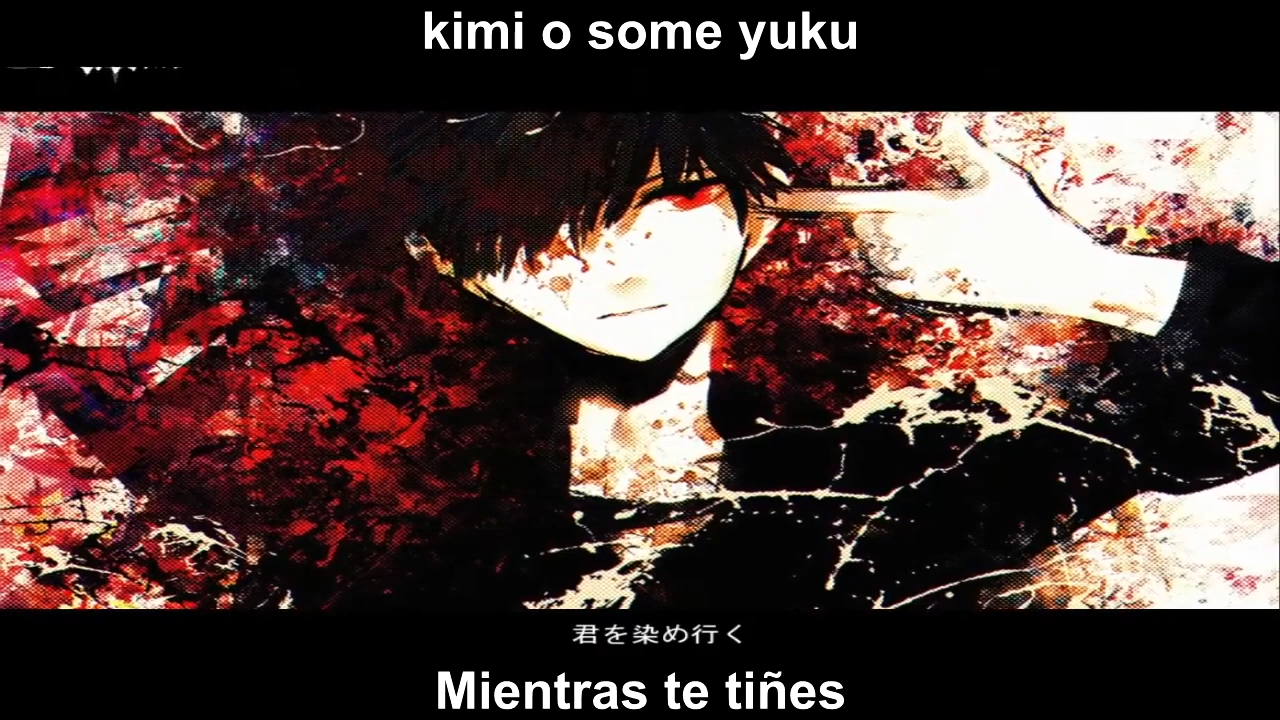 kimi o some yuku
君を染め行く
Mientras te tiñes